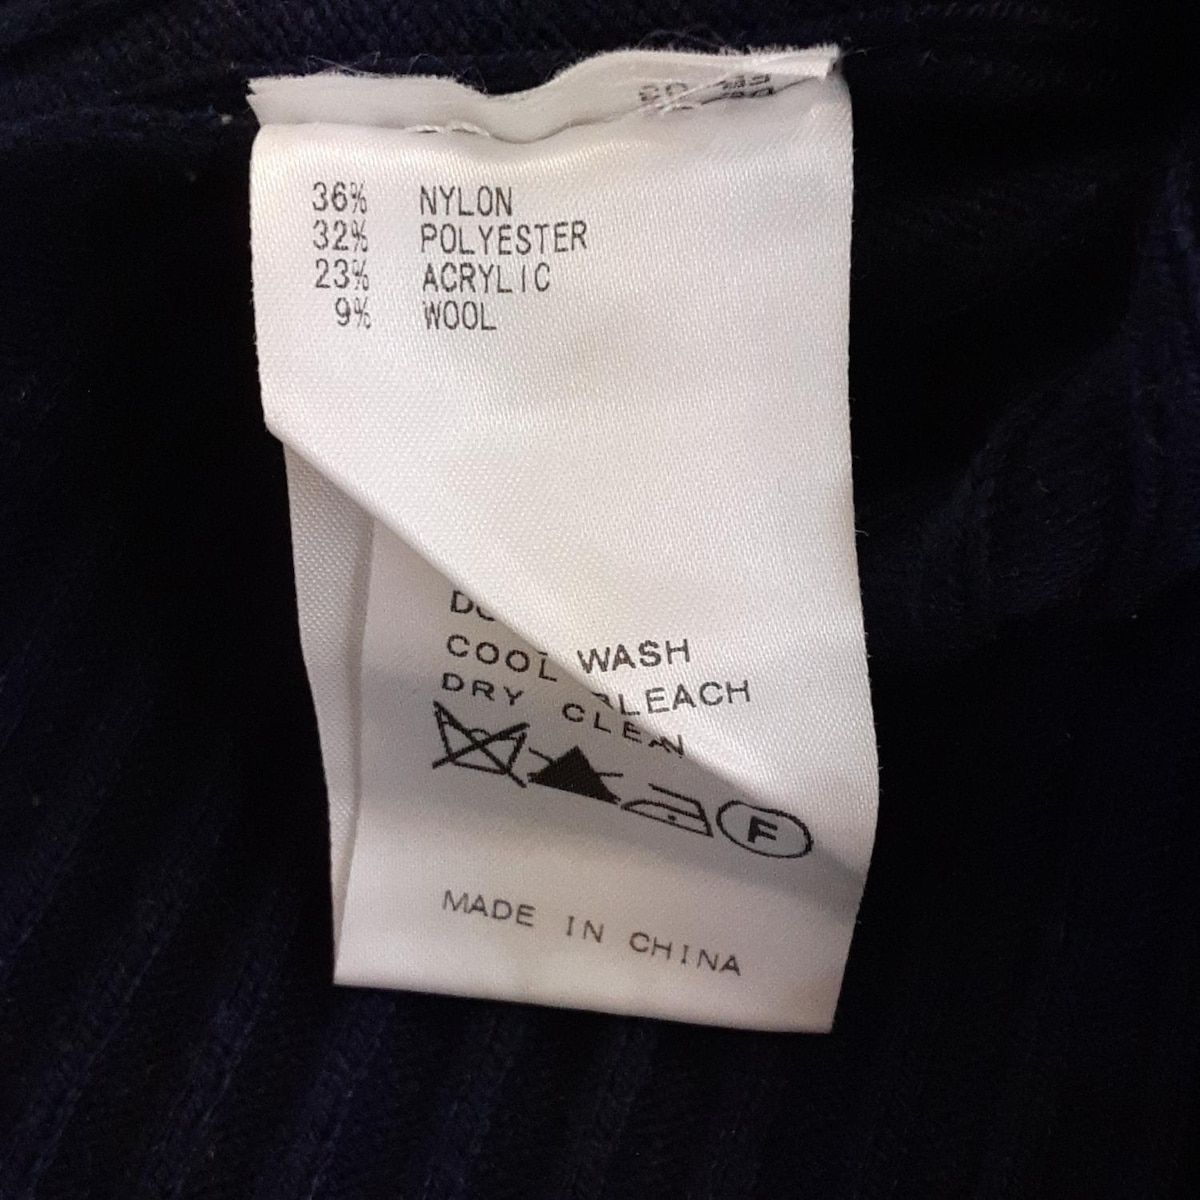 36% NYLON
32% POLYESTER
23% ACRYLIC
9% WOOL
WASH
BLEACH
COOL
DRY CLEAN
F
MADE IN CHINA